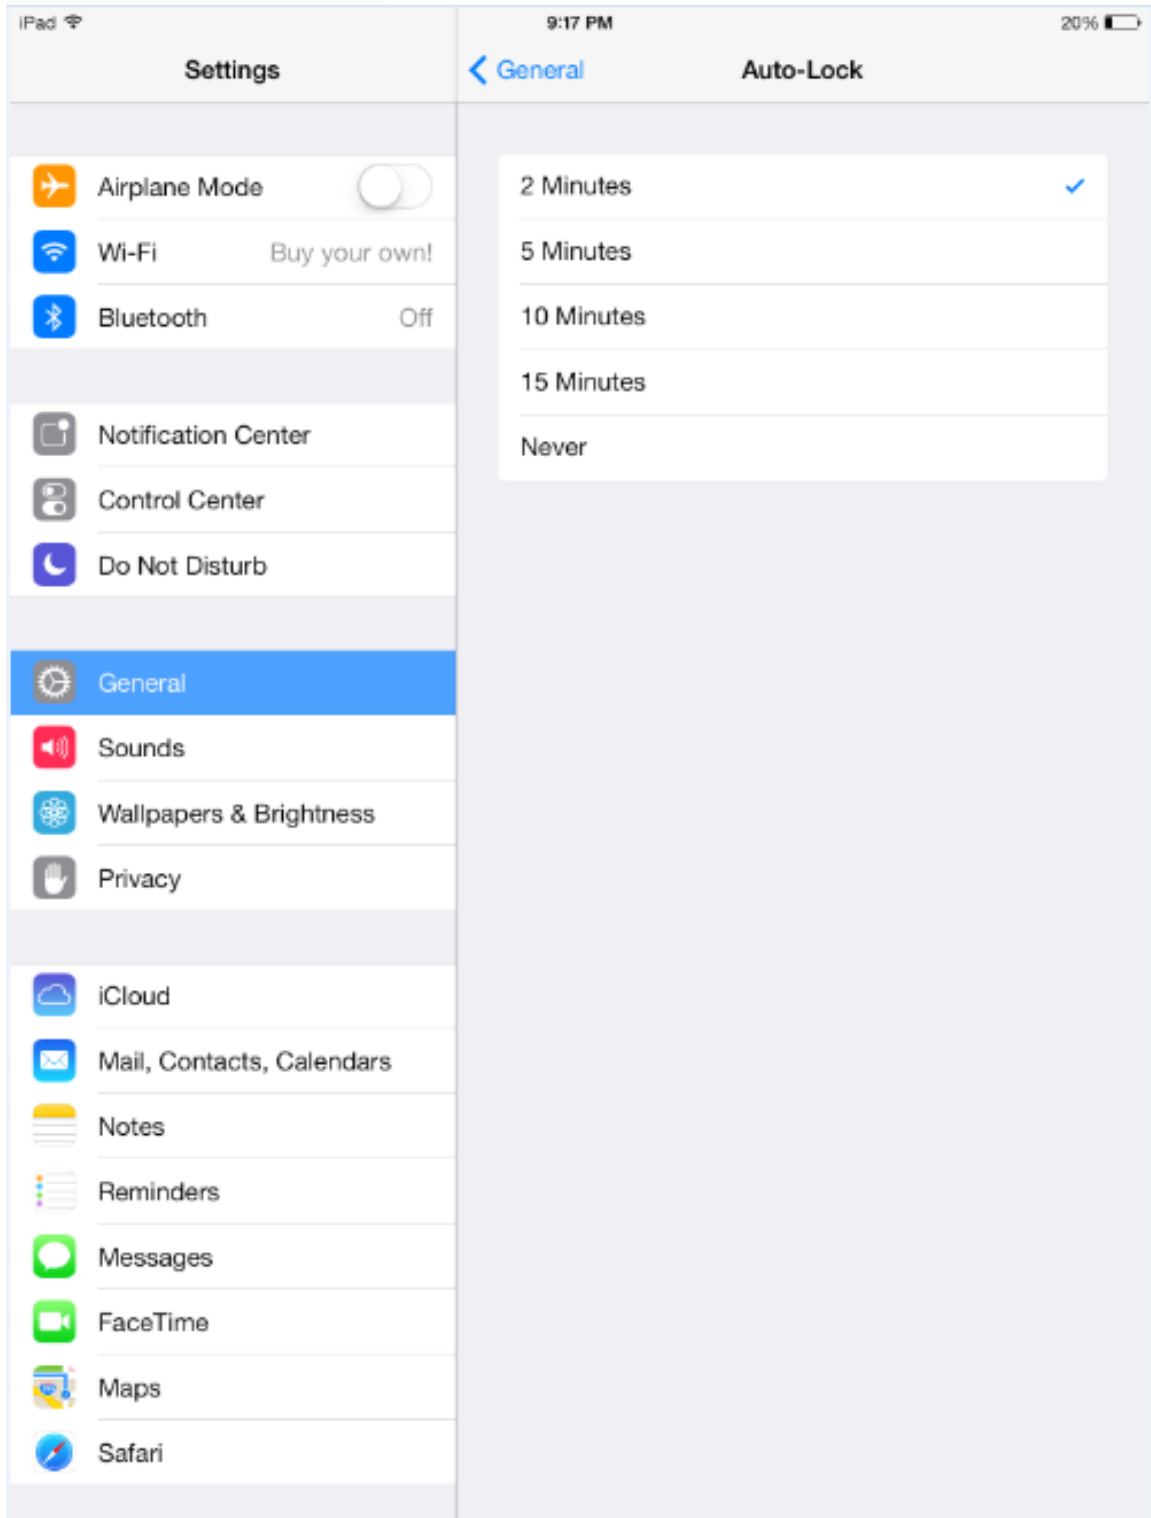 iPad 9:17 PM 20%
Settings
General Auto-Lock
Airplane Mode
Wi-Fi Buy your own!
Bluetooth Off
Notification Center
Control Center
Do Not Disturb
General
Sounds
Wallpapers & Brightness
Privacy
iCloud
Mail, Contacts, Calendars
Notes
Reminders
Messages
FaceTime
Maps
Safari
2 Minutes
5 Minutes
10 Minutes
15 Minutes
Never